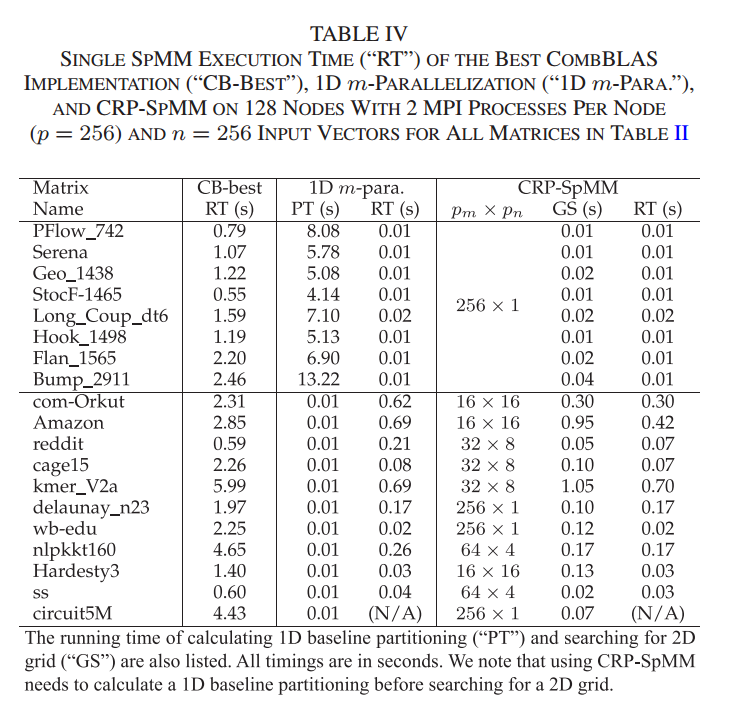 TABLE IV
SINGLE SPMM EXECUTION TIME (“RT”) OF THE BEST COMBBLAS
IMPLEMENTATION (“CB-BEST”), 1D m-PARALLELIZATION (“1D m-PARA.”),
AND CRP-SPMM ON 128 NODES WITH 2 MPI PROCESSES PER NODE
(p = 256) AND n = 256 INPUT VECTORS FOR ALL MATRICES IN TABLE II
Matrix CB-best 1D m-para. CRP-SpMM
Name RT (s) PT (s) RT (s) pm × pn GS (s) RT (s)
PFlow_742 0.79 8.08 0.01 0.01 0.01
Serena 1.07 5.78 0.01 0.01 0.01
Geo_1438 1.22 5.08 0.01 0.02 0.01
StocF-1465 0.55 4.14 0.01 0.01 0.01
256 × 1
Long_Coup_dt6 1.59 7.10 0.02 0.02 0.02
Hook_1498 1.19 5.13 0.01 0.01 0.01
Flan_1565 2.20 6.90 0.01 0.02 0.01
Bump_2911 2.46 13.22 0.01 0.04 0.01
com-Orkut 2.31 0.01 0.62 16 × 16 0.30 0.30
Amazon 2.85 0.01 0.69 16 × 16 0.95 0.42
reddit 0.59 0.01 0.21 32 × 8 0.05 0.07
cage15 2.26 0.01 0.08 32 × 8 0.10 0.07
kmer_V2a 5.99 0.01 0.69 32 × 8 1.05 0.70
delaunay_n23 1.97 0.01 0.17 256 × 1 0.10 0.17
wb-edu 2.25 0.01 0.02 256 × 1 0.12 0.02
nlpkkt160 4.65 0.01 0.26 64 × 4 0.17 0.17
Hardesty3 1.40 0.01 0.03 16 × 16 0.13 0.03
ss 0.60 0.01 0.04 64 × 4 0.02 0.03
circuit5M 4.43 0.01 (N/A) 256 × 1 0.07 (N/A)
The running time of calculating 1D baseline partitioning (“PT”) and searching for 2D
grid (“GS”) are also listed. All timings are in seconds. We note that using CRP-SpMM
needs to calculate a 1D baseline partitioning before searching for a 2D grid.